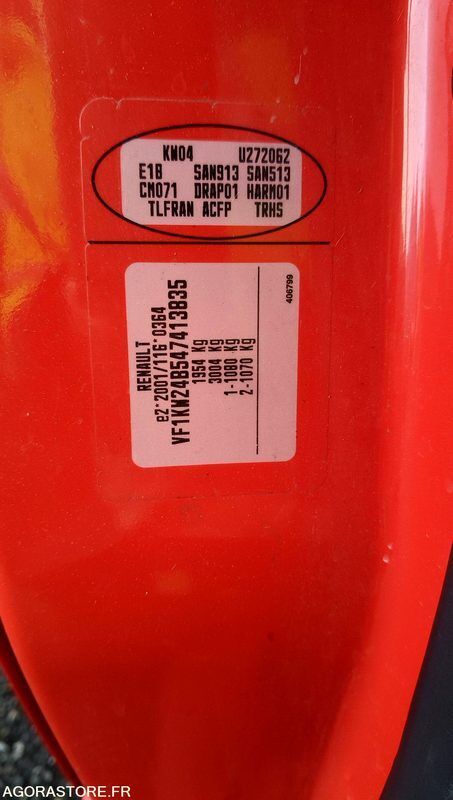 KW04 U272062
E1B SAN913 SAN513
CM071 DRAP01 HARM01
TLFRAN ACFP TRHS
RENAULT
e2*2001/116*0364
VF1KW24B547413835
1954 Kg
3004 Kg
1-1080 Kg
2-1070 Kg
406799
AGORASTORE.FR